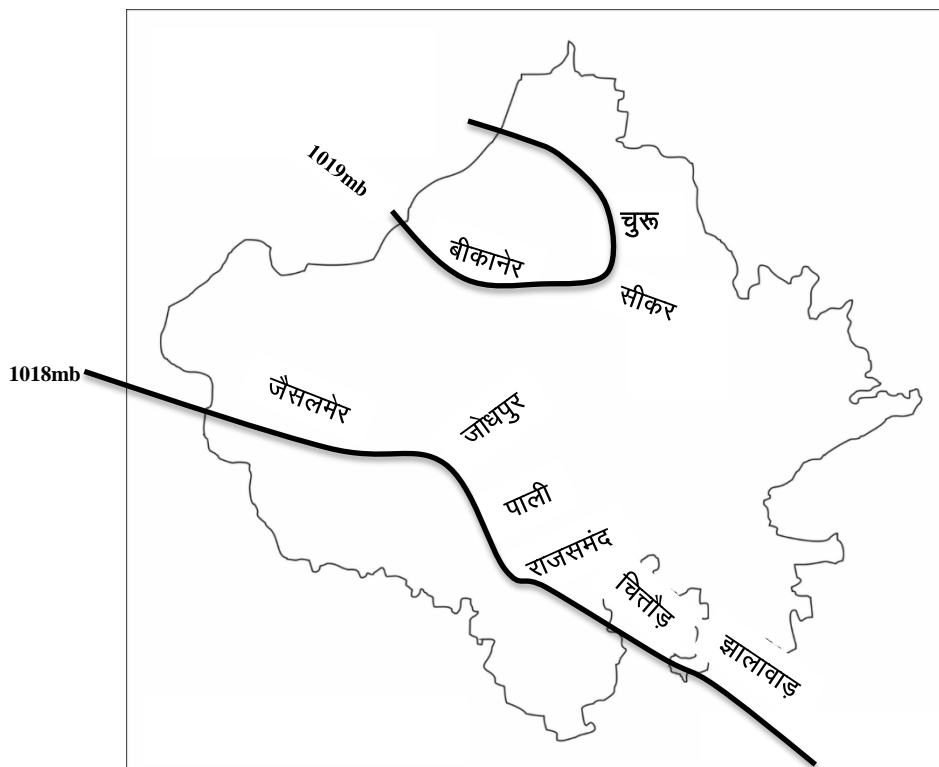 1019mb
चुरू
बीकानेर
सीकर
1018mb
जैसलमेर
जोधपुर
पाली
राजसमंद
चित्तौड़
झालावाड़